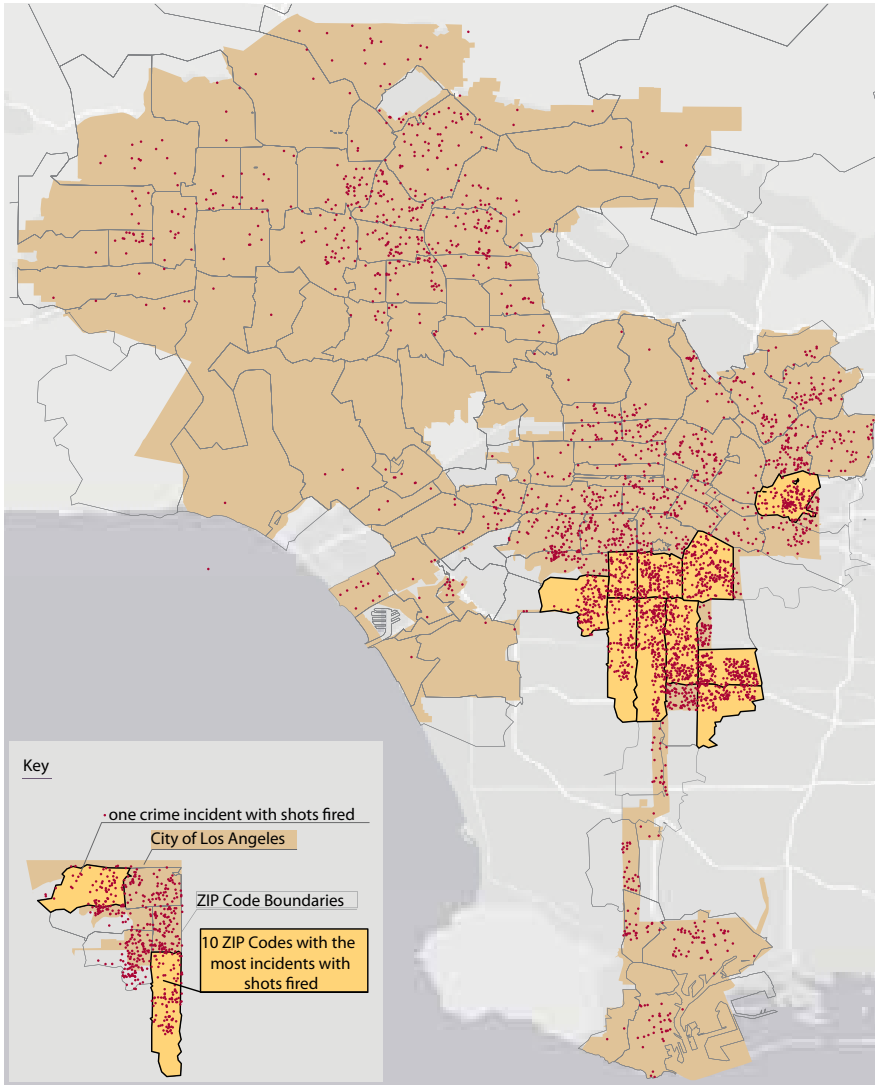 Key
one crime incident with shots fired
City of Los Angeles
ZIP Code Boundaries
10 ZIP Codes with the
most incidents with
shots fired